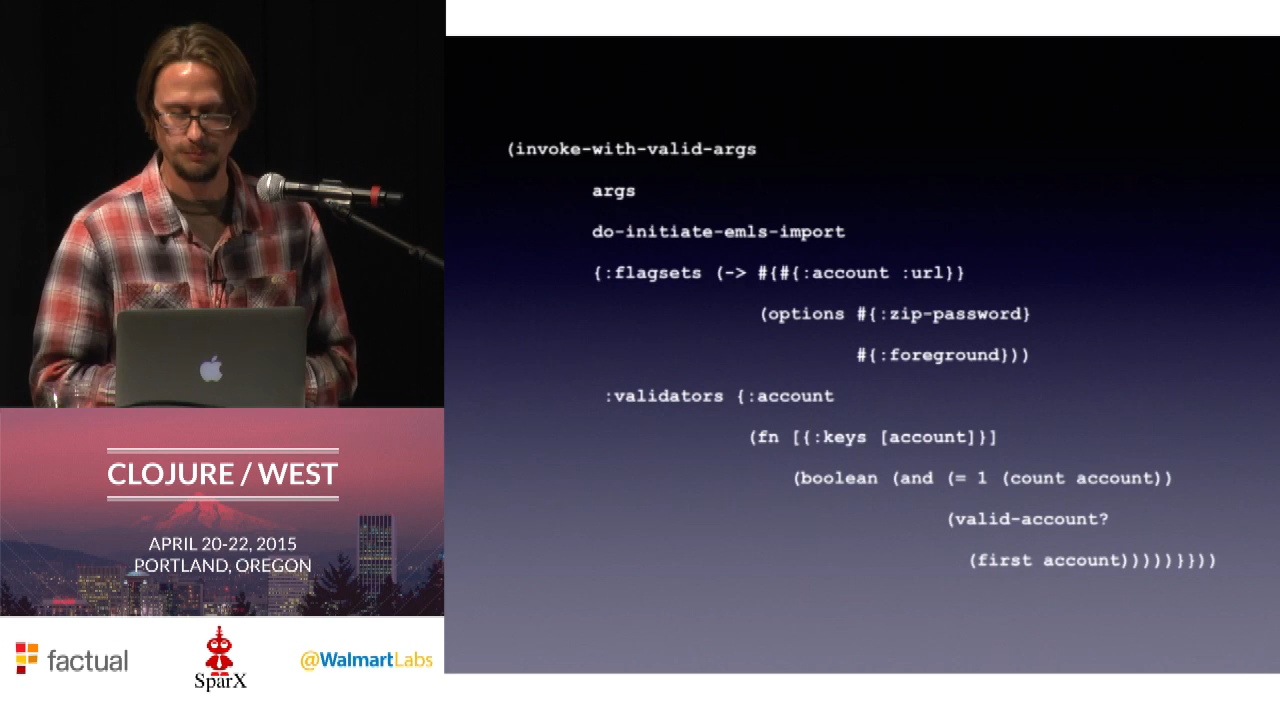 (invoke-with-valid-args
args
do-initiate-emls-import
{:flagsets (-> #{#{:account :url}}
(options #{:zip-password}
#{:foreground}))
:validators {:account
(fn [{:keys [account]}]
(boolean (and (= 1 (count account))
(valid-account?
(first account)))))}}))
CLOJURE / WEST
APRIL 20-22, 2015
PORTLAND, OREGON
factual
SparX
@WalmartLabs